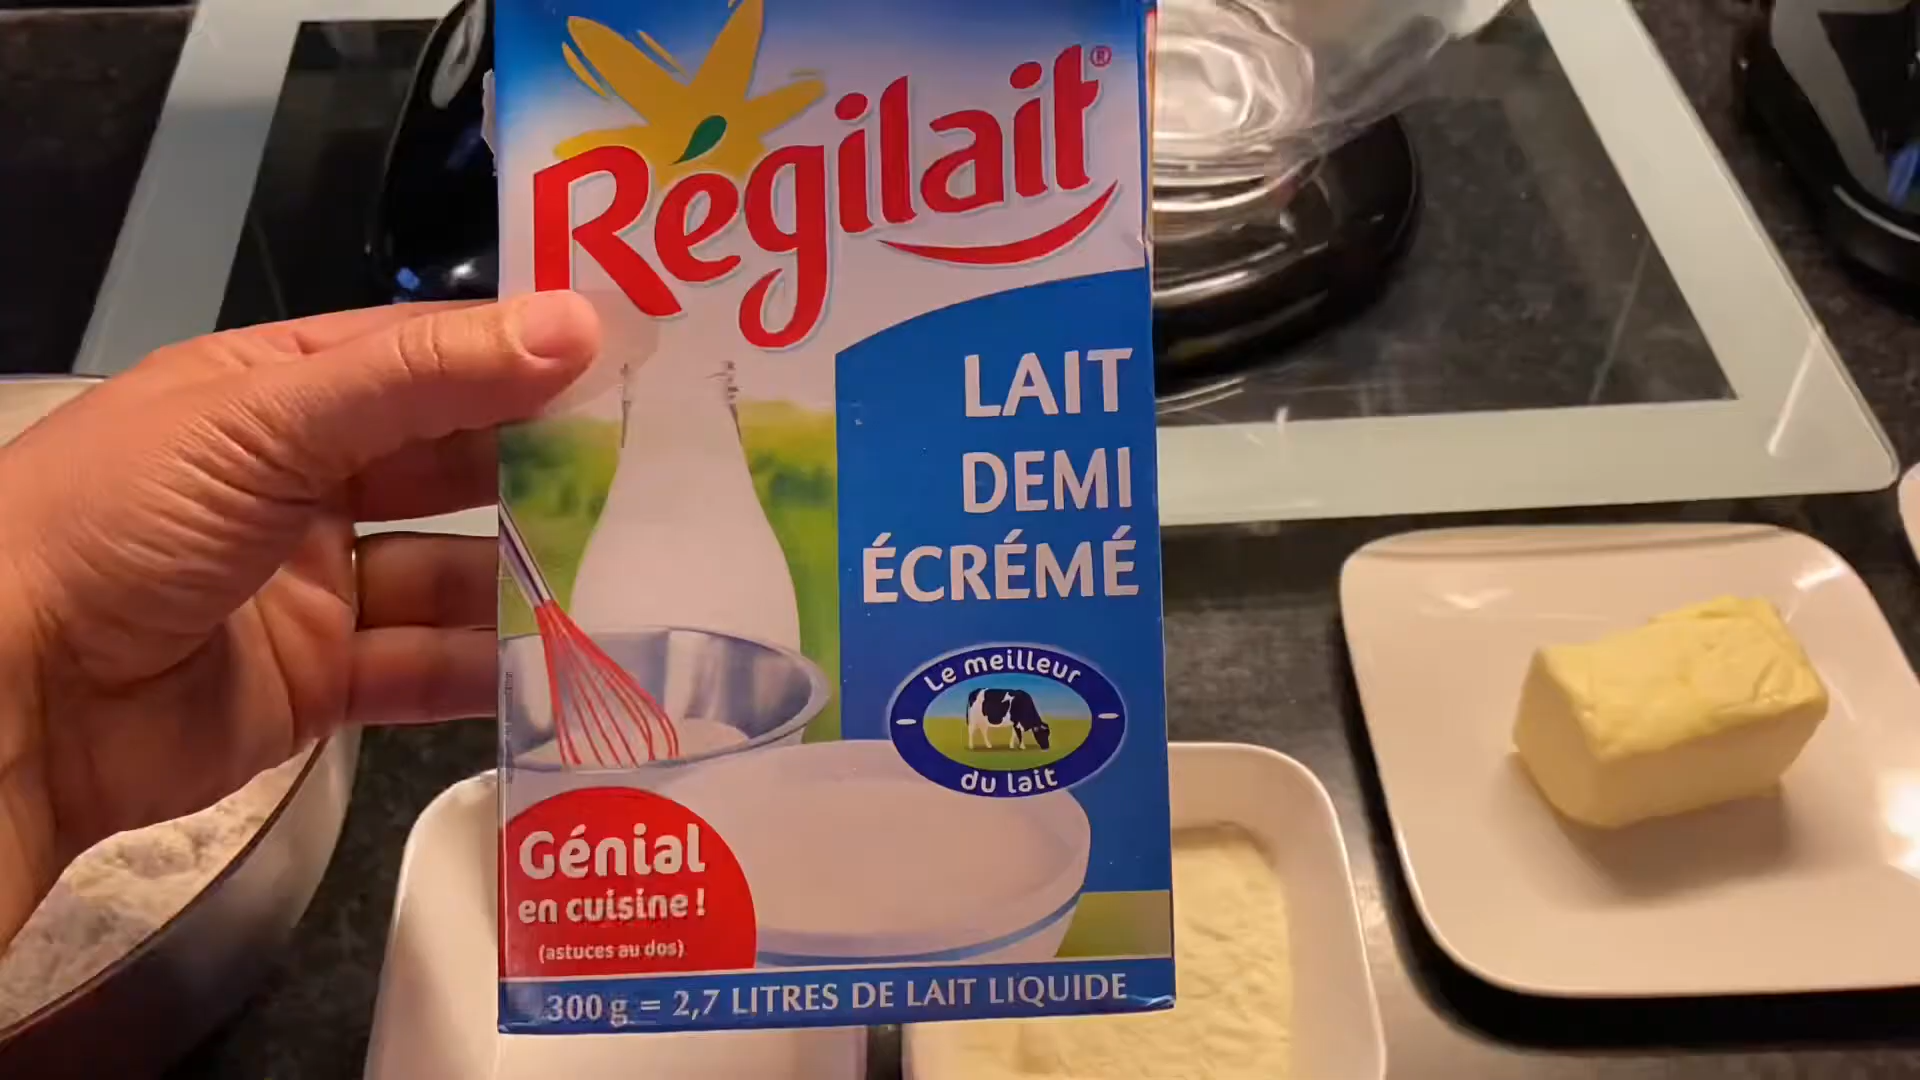 Régilait®
LAIT
DEMI
ÉCRÉMÉ
Le meilleur
du lait
Génial
en cuisine !
(astuces au dos)
300 g = 2,7 LITRES DE LAIT LIQUIDE